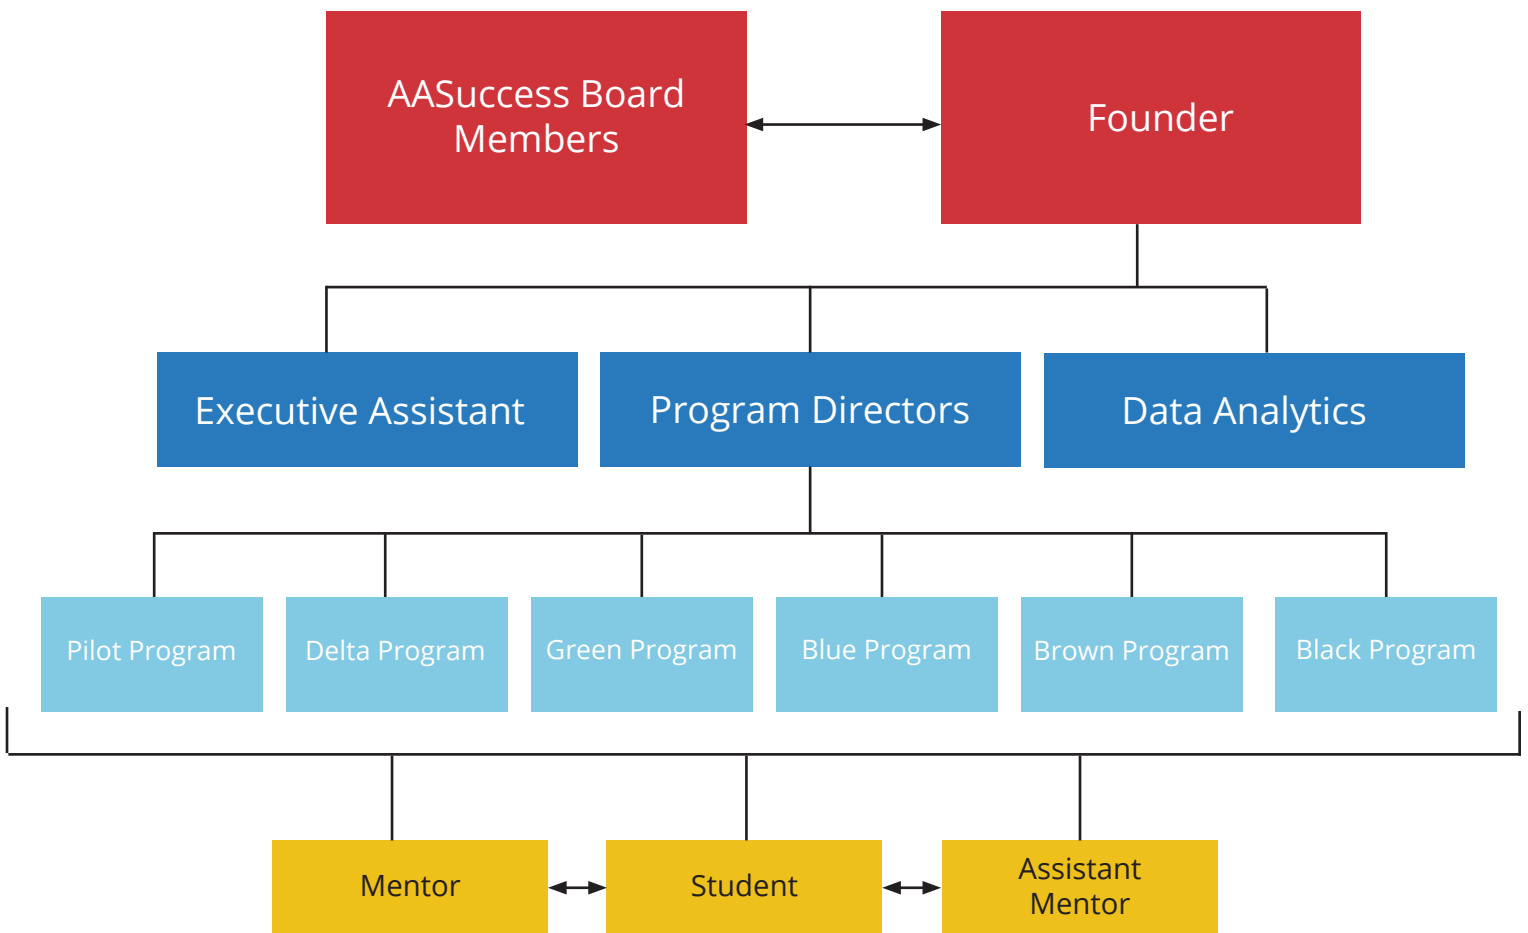 AASuccess Board
Members
Founder
Executive Assistant
Program Directors
Data Analytics
Pilot Program
Delta Program
Green Program
Blue Program
Brown Program
Black Program
Mentor
Student
Assistant
Mentor